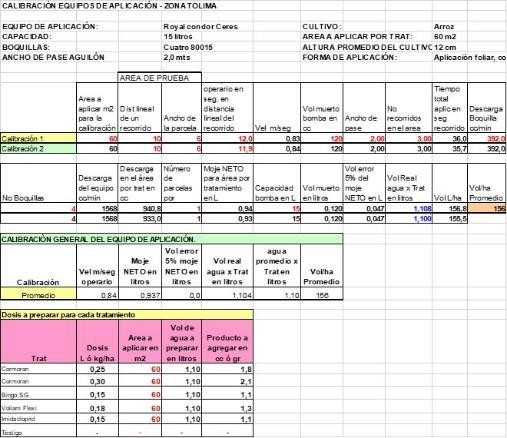 CALIBRACIÓN EQUIPOS DE APLICACIÓN - ZONA TOLIMA
EQUIPO DE APLICACIÓN: Royal condor Ceres CULTIVO: Arroz
CAPACIDAD: 15 litros AREA A APLICAR POR TRAT: 60 m2
BOQUILLAS: Cuatro 80015 ALTURA PROMEDIO DEL CULTIVC 12 cm
ANCHO DE PASE AGUILÓN 2,0 mts FORMA DE APLICACIÓN: Aplicación foliar, co
AREA DE PRUEBA
Area a aplicar m2 para la calibración Dist lineal de un recorrido Ancho de la parcela operario en seg. en distancia lineal del recorrido Vel m/seg Vol muerto bomba en cc Ancho de pase No recorridos en el area Tiempo total aplic en seg Descarga Boquilla cc/min
Calibración 1 60 10 6 12,0 0,83 120 2,00 3,00 36,0 392,0
Calibración 2 60 10 6 11,9 0,84 120 2,00 3,00 35,7 392,0
No Boquillas Descarga del equipo cc/min Descarga en el área por trat en cc Número de parcelas por Moje NETO para área por tratamiento en L Capacidad bomba en L Vol muerto en litros Vol error 5% del moje NETO en L Vol Real agua x Trat en litros Vol L/ha Vol/ha Promedio
4 1568 940,8 1 0,94 15 0,120 0,047 1,108 156,8 156
4 1568 933,0 1 0,93 15 0,120 0,047 1,100 155,5
CALIBRACIÓN GENERAL DEL EQUIPO DE APLICACIÓN.
Calibración Vel m/seg operario Moje NETO en litros Vol error 5% moje NETO en litros Vol real agua x Trat litros agua promedio x Trat en litros Vol/ha Promedio
Promedio 0,84 0,937 0,0 1,104 1,10 156
Dosis a preparar para cada tratamiento
Trat Dosis L ó kg/ha Area a aplicar en m2 Vol de agua a preparar en litros Producto a agregar en cc ó gr
Cormoran 0,25 60 1,10 1,8
Cormoran 0,30 60 1,10 2,1
Bingo SG 0,15 60 1,10 1,1
Voliam Flexi 0,18 60 1,10 1,3
Imidacloprid 0,15 60 1,10 1,1
Testigo - - - -